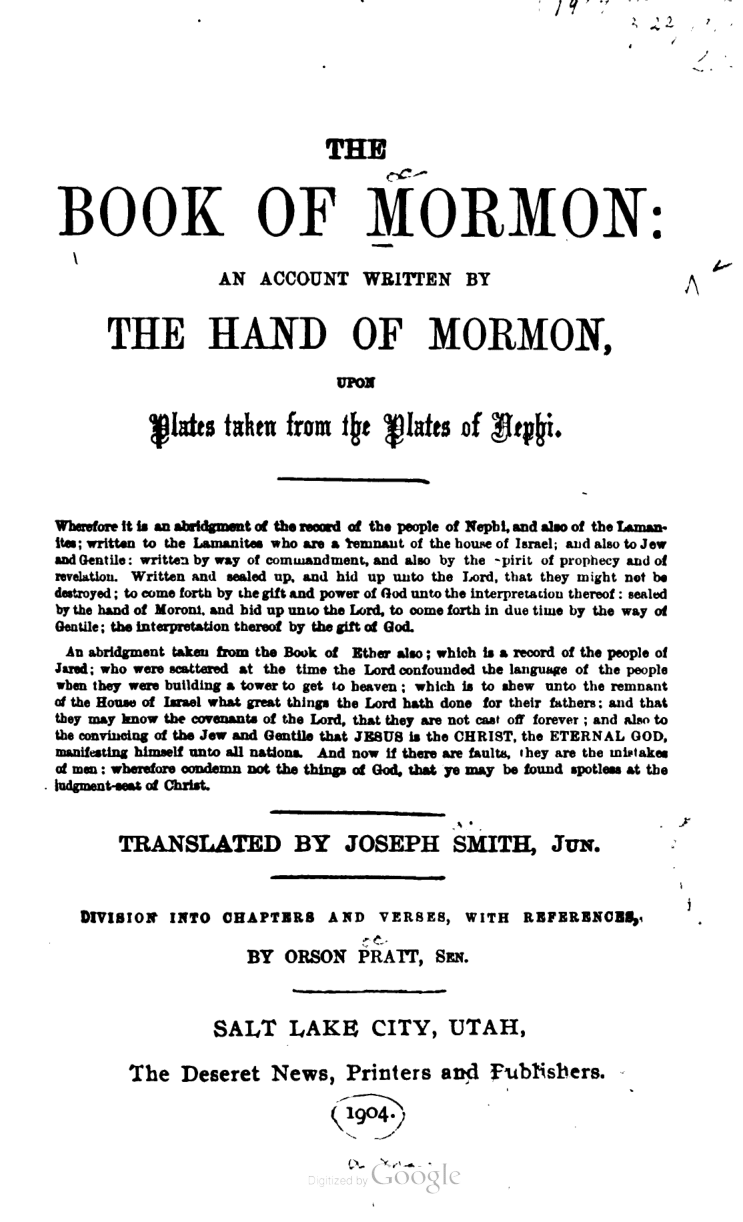 THE
BOOK OF MORMON:
AN ACCOUNT WRITTEN BY
THE HAND OF MORMON,
UPON
Plates taken from the Plates of Nephi.
Wherefore it is an abridgment of the record of the people of Nephi, and also of the Laman-
ites; written to the Lamanites who are a remnant of the house of Israel; and also to Jew
and Gentile: written by way of commandment, and also by the spirit of prophecy and of
revelation. Written and sealed up, and hid up unto the Lord, that they might not be
destroyed; to come forth by the gift and power of God unto the interpretation thereof: sealed
by the hand of Moroni, and hid up unto the Lord, to come forth in due time by the way of
Gentile; the interpretation thereof by the gift of God.
An abridgment taken from the Book of Ether also; which is a record of the people of
Jared; who were scattered at the time the Lord confounded the language of the people
when they were building a tower to get to heaven; which is to shew unto the remnant
of the House of Israel what great things the Lord hath done for their fathers; and that
they may know the covenants of the Lord, that they are not cast off forever; and also to
the convincing of the Jew and Gentile that JESUS is the CHRIST, the ETERNAL GOD,
manifesting himself unto all nations. And now if there are faults, they are the mistakes
of men: wherefore condemn not the things of God, that ye may be found spotless at the
judgment-seat of Christ.
TRANSLATED BY JOSEPH SMITH, JUN.
DIVISION INTO CHAPTERS AND VERSES, WITH REFERENCES,
BY ORSON PRATT, SEN.
SALT LAKE CITY, UTAH,
The Deseret News, Printers and Publishers.
1904.
Digitized by Google